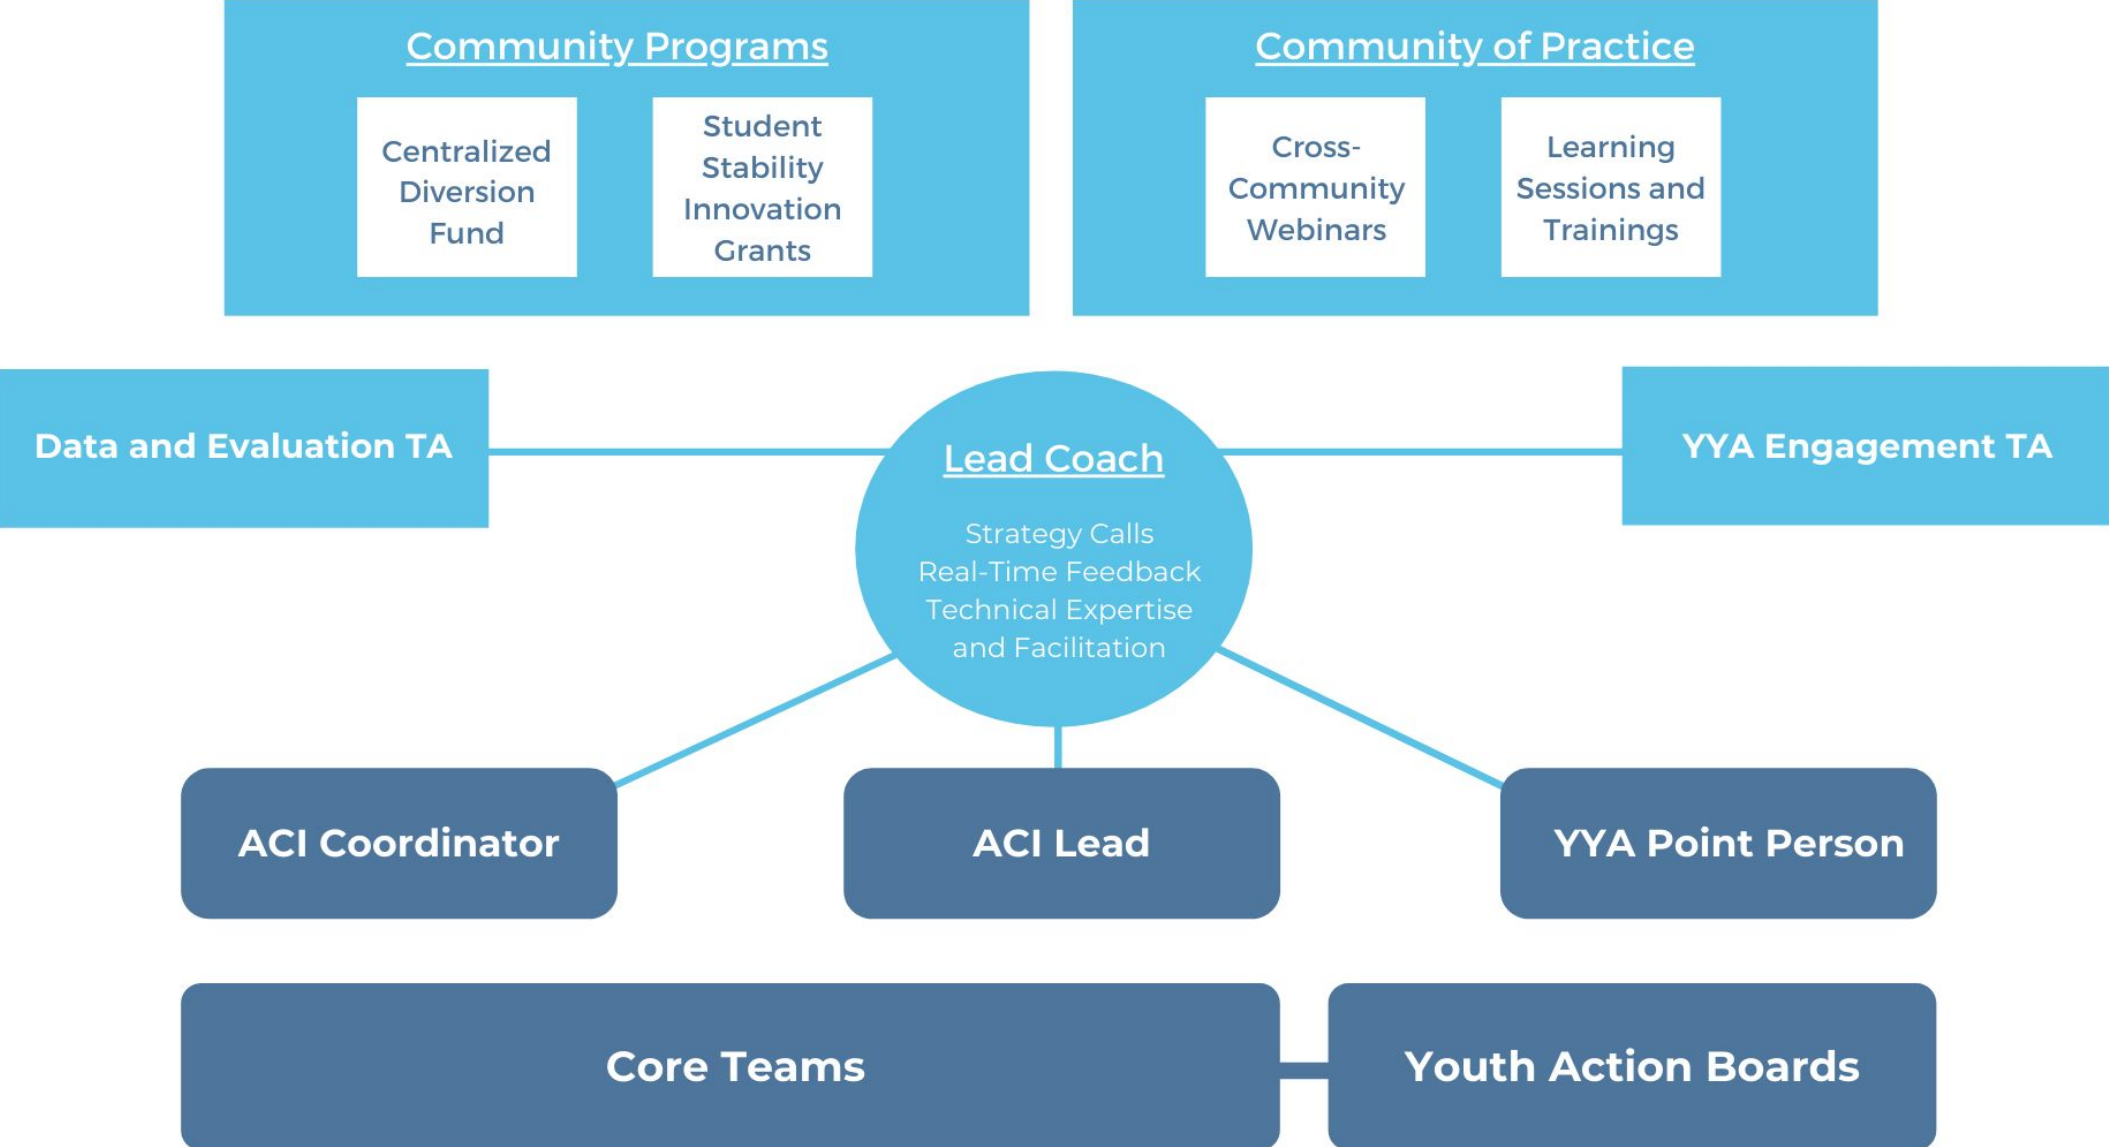 Community Programs
Centralized
Diversion
Fund
Student
Stability
Innovation
Grants
Community of Practice
Cross-
Community
Webinars
Learning
Sessions and
Trainings
Data and Evaluation TA
Lead Coach
Strategy Calls
Real-Time Feedback
Technical Expertise
and Facilitation
YYA Engagement TA
ACI Coordinator
ACI Lead
YYA Point Person
Core Teams
Youth Action Boards